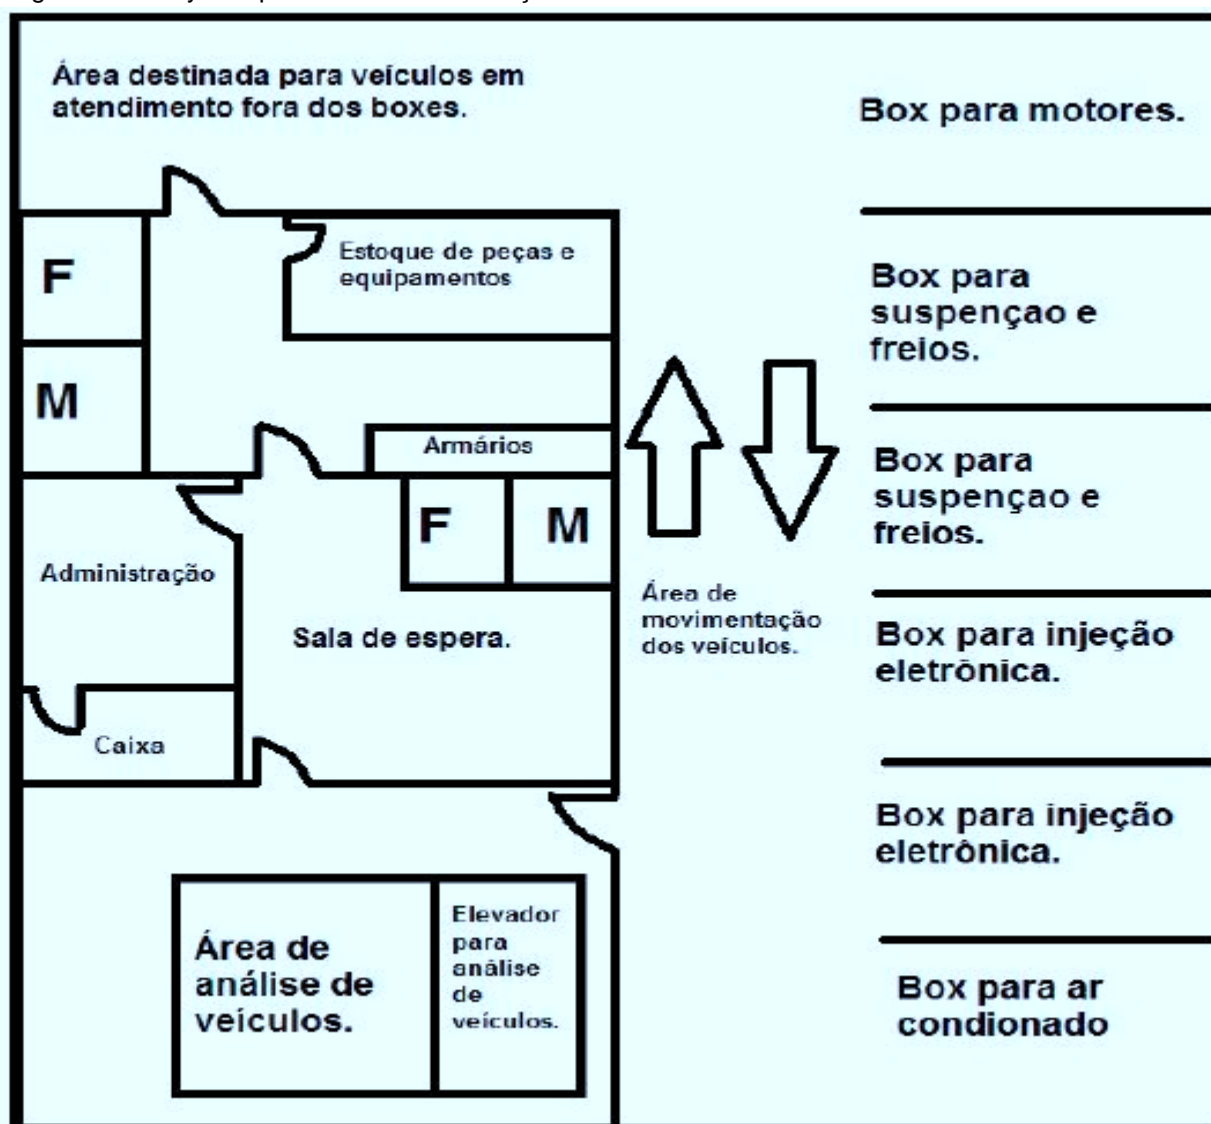 Área destinada para veículos em
atendimento fora dos boxes.
Box para motores.
F
Estoque de peças e
equipamentos
Box para
suspençao e
freios.
M
Armários
Box para
suspençao e
freios.
F
M
Administração
Sala de espera.
Área de
movimentação
dos veículos.
Box para injeção
eletrônica.
Caixa
Box para injeção
eletrônica.
Área de
análise de
veículos.
Elevador
para
análise
de
veículos.
Box para ar
condionado